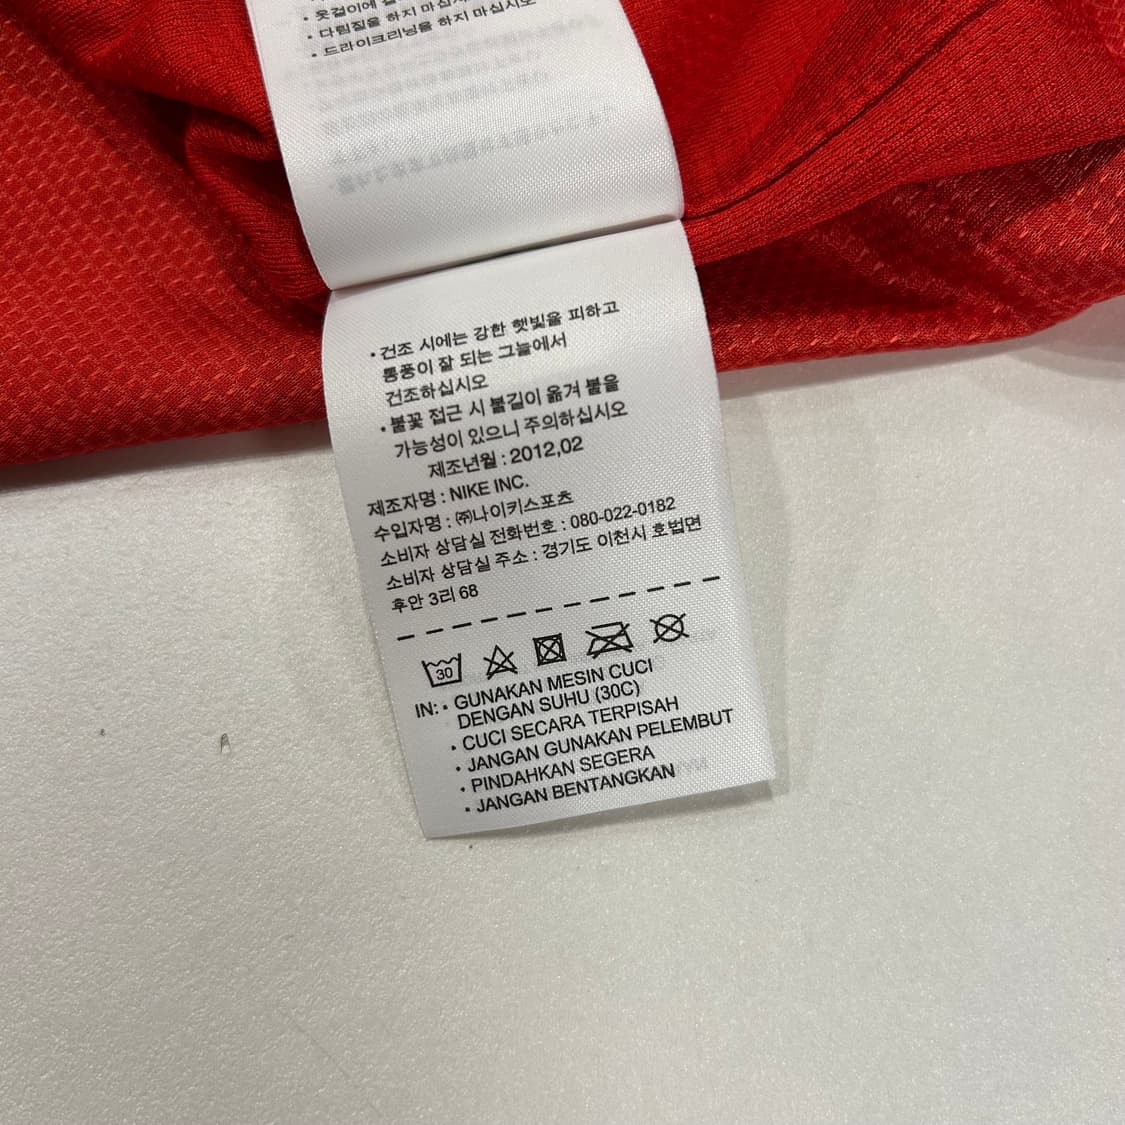 • 다림질을 하지 마십시오
• 드라이크리닝을 하지 마십시오
• 건조 시에는 강한 햇빛을 피하고
통풍이 잘 되는 그늘에서
건조하십시오
• 불꽃 접근 시 불길이 옮겨 붙을
가능성이 있으니 주의하십시오
제조년월 : 2012,02
제조자명 : NIKE INC.
수입자명 : ㈜나이키스포츠
소비자 상담실 전화번호 : 080-022-0182
소비자 상담실 주소 : 경기도 이천시 호법면
후안 3리 68
30
IN: • GUNAKAN MESIN CUCI
DENGAN SUHU (30C)
• CUCI SECARA TERPISAH
• JANGAN GUNAKAN PELEMBUT
• PINDAHKAN SEGERA
• JANGAN BENTANGKAN